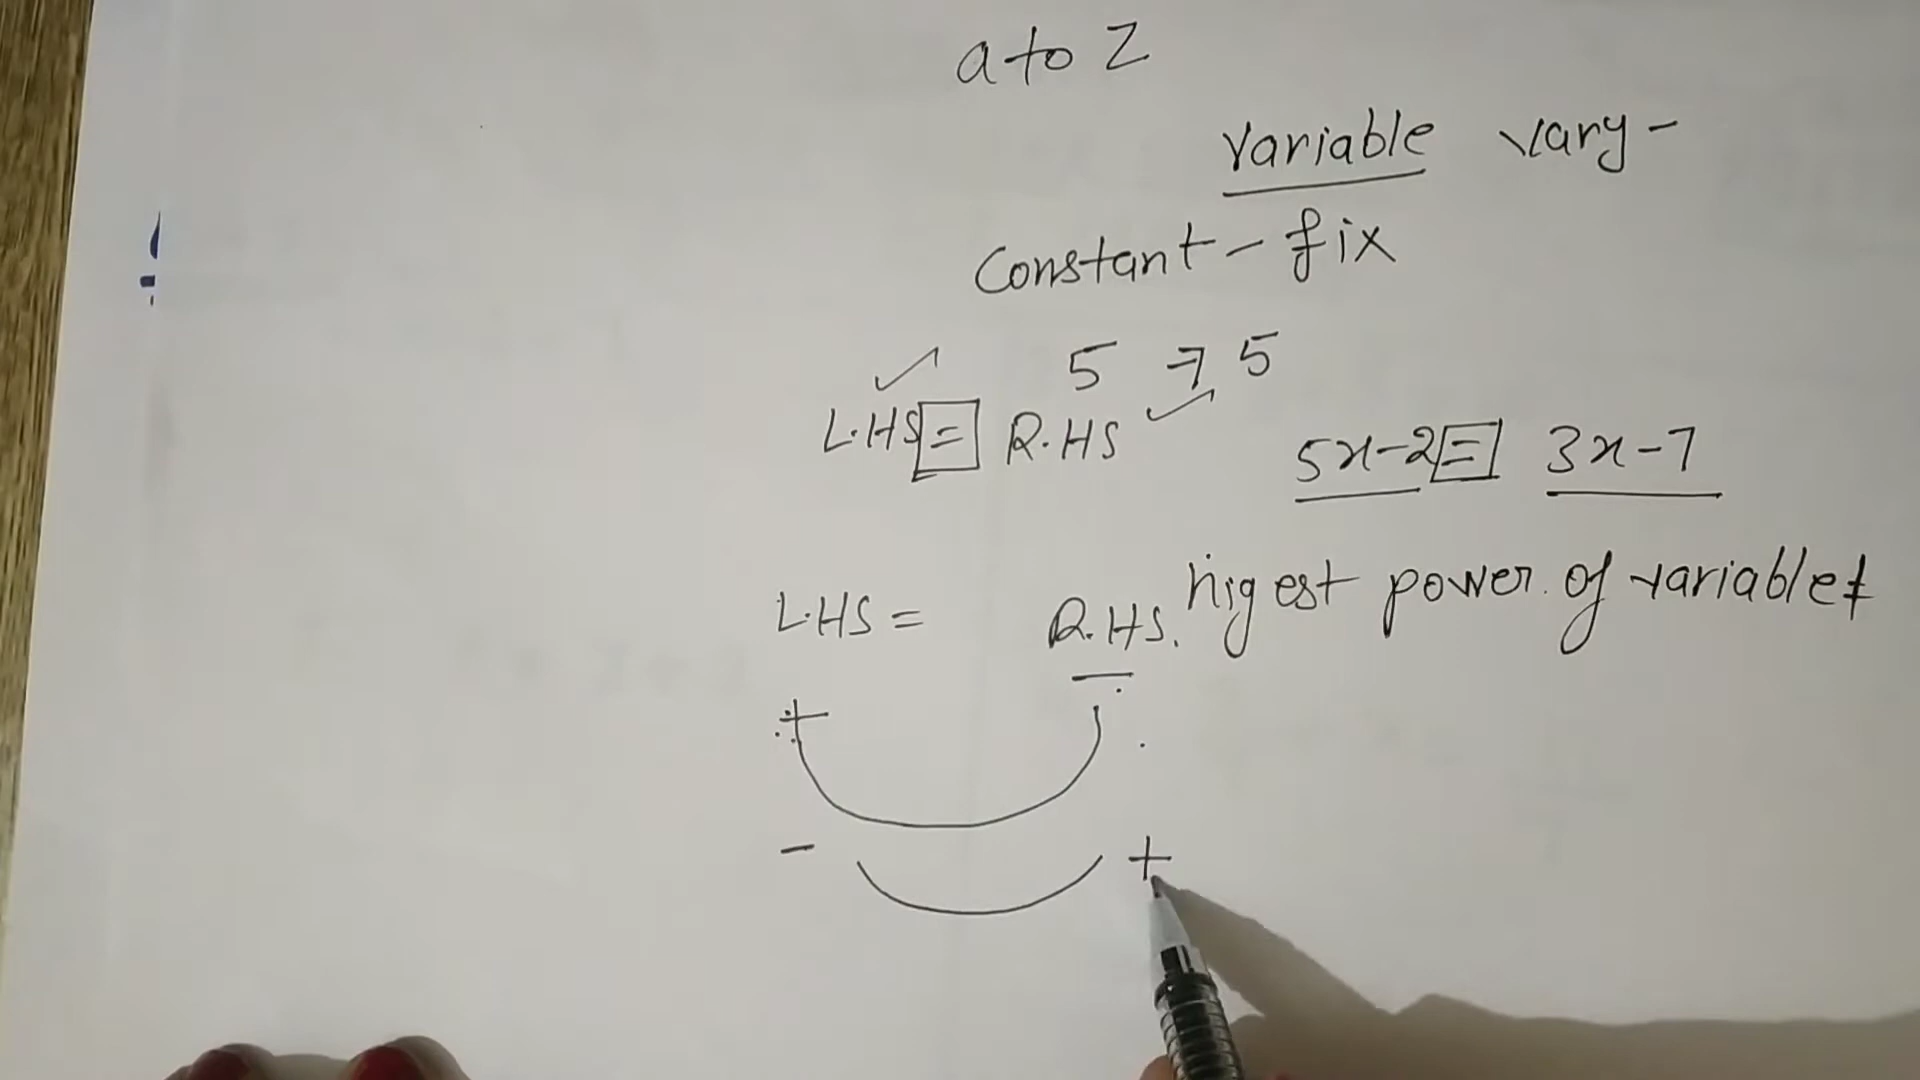 a to Z
Variable vary -
Constant - fix
5 = 7, 5
L.HS = R.HS
5x-2 = 3x-7
higest power of variable 1
L.HS = R.HS.
+
- +